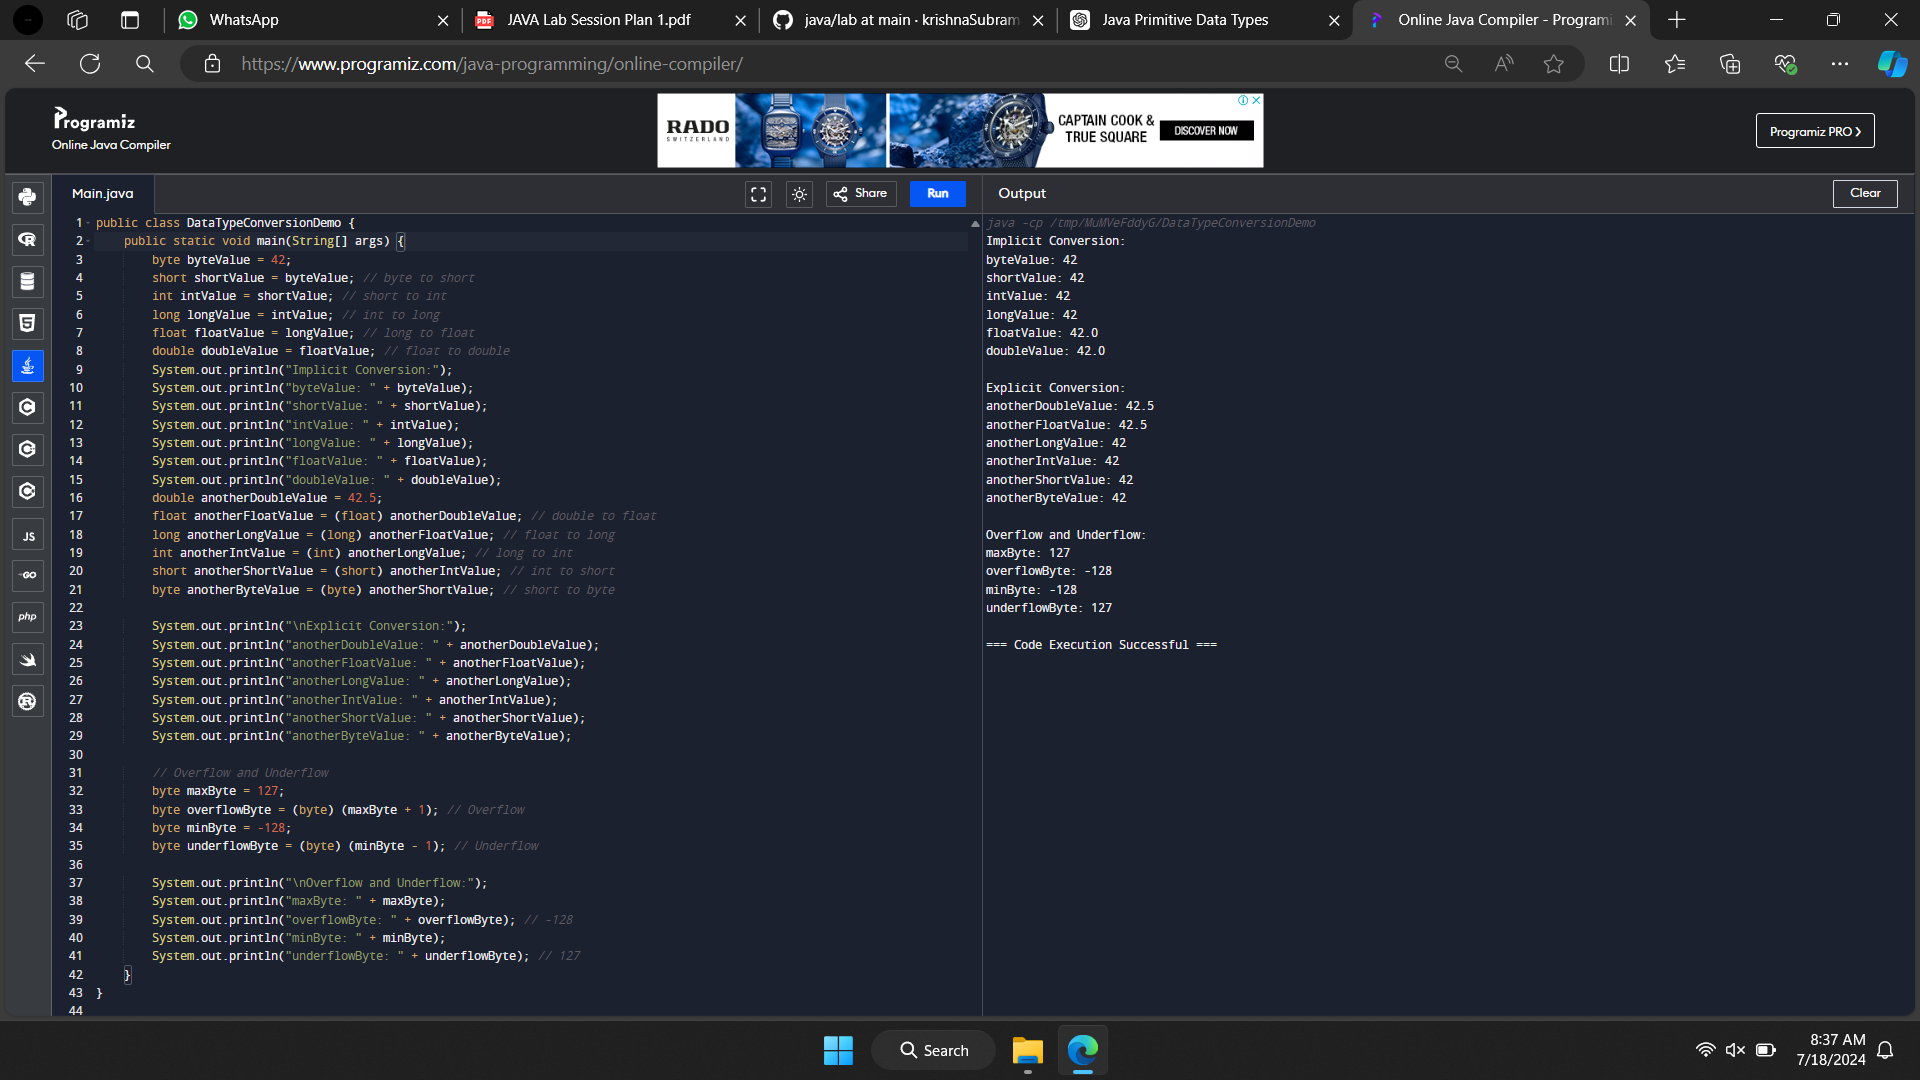 WhatsApp
JAVA Lab Session Plan 1.pdf
java/lab at main · krishnaSubram
Java Primitive Data Types
Online Java Compiler - Programi
https://www.programiz.com/java-programming/online-compiler/
Programiz
Online Java Compiler
RADO
SWITZERLAND
CAPTAIN COOK &
TRUE SQUARE
DISCOVER NOW
Programiz PRO
Main.java
Share
Run
Output
Clear
1 public class DataTypeConversionDemo {
2 public static void main(String[] args) {
3 byte byteValue = 42;
4 short shortValue = byteValue; // byte to short
5 int intValue = shortValue; // short to int
6 long longValue = intValue; // int to long
7 float floatValue = longValue; // long to float
8 double doubleValue = floatValue; // float to double
9 System.out.println("Implicit Conversion:");
10 System.out.println("byteValue: " + byteValue);
11 System.out.println("shortValue: " + shortValue);
12 System.out.println("intValue: " + intValue);
13 System.out.println("longValue: " + longValue);
14 System.out.println("floatValue: " + floatValue);
15 System.out.println("doubleValue: " + doubleValue);
16 double anotherDoubleValue = 42.5;
17 float anotherFloatValue = (float) anotherDoubleValue; // double to float
18 long anotherLongValue = (long) anotherFloatValue; // float to long
19 int anotherIntValue = (int) anotherLongValue; // long to int
20 short anotherShortValue = (short) anotherIntValue; // int to short
21 byte anotherByteValue = (byte) anotherShortValue; // short to byte
22
23 System.out.println("\nExplicit Conversion:");
24 System.out.println("anotherDoubleValue: " + anotherDoubleValue);
25 System.out.println("anotherFloatValue: " + anotherFloatValue);
26 System.out.println("anotherLongValue: " + anotherLongValue);
27 System.out.println("anotherIntValue: " + anotherIntValue);
28 System.out.println("anotherShortValue: " + anotherShortValue);
29 System.out.println("anotherByteValue: " + anotherByteValue);
30
31 // Overflow and Underflow
32 byte maxByte = 127;
33 byte overflowByte = (byte) (maxByte + 1); // Overflow
34 byte minByte = -128;
35 byte underflowByte = (byte) (minByte - 1); // Underflow
36
37 System.out.println("\nOverflow and Underflow:");
38 System.out.println("maxByte: " + maxByte);
39 System.out.println("overflowByte: " + overflowByte); // -128
40 System.out.println("minByte: " + minByte);
41 System.out.println("underflowByte: " + underflowByte); // 127
42 }
43 }
44
java -cp /tmp/MuMVeFddyG/DataTypeConversionDemo
Implicit Conversion:
byteValue: 42
shortValue: 42
intValue: 42
longValue: 42
floatValue: 42.0
doubleValue: 42.0
Explicit Conversion:
anotherDoubleValue: 42.5
anotherFloatValue: 42.5
anotherLongValue: 42
anotherIntValue: 42
anotherShortValue: 42
anotherByteValue: 42
Overflow and Underflow:
maxByte: 127
overflowByte: -128
minByte: -128
underflowByte: 127
=== Code Execution Successful ===
JS
GO
php
Search
8:37 AM
7/18/2024